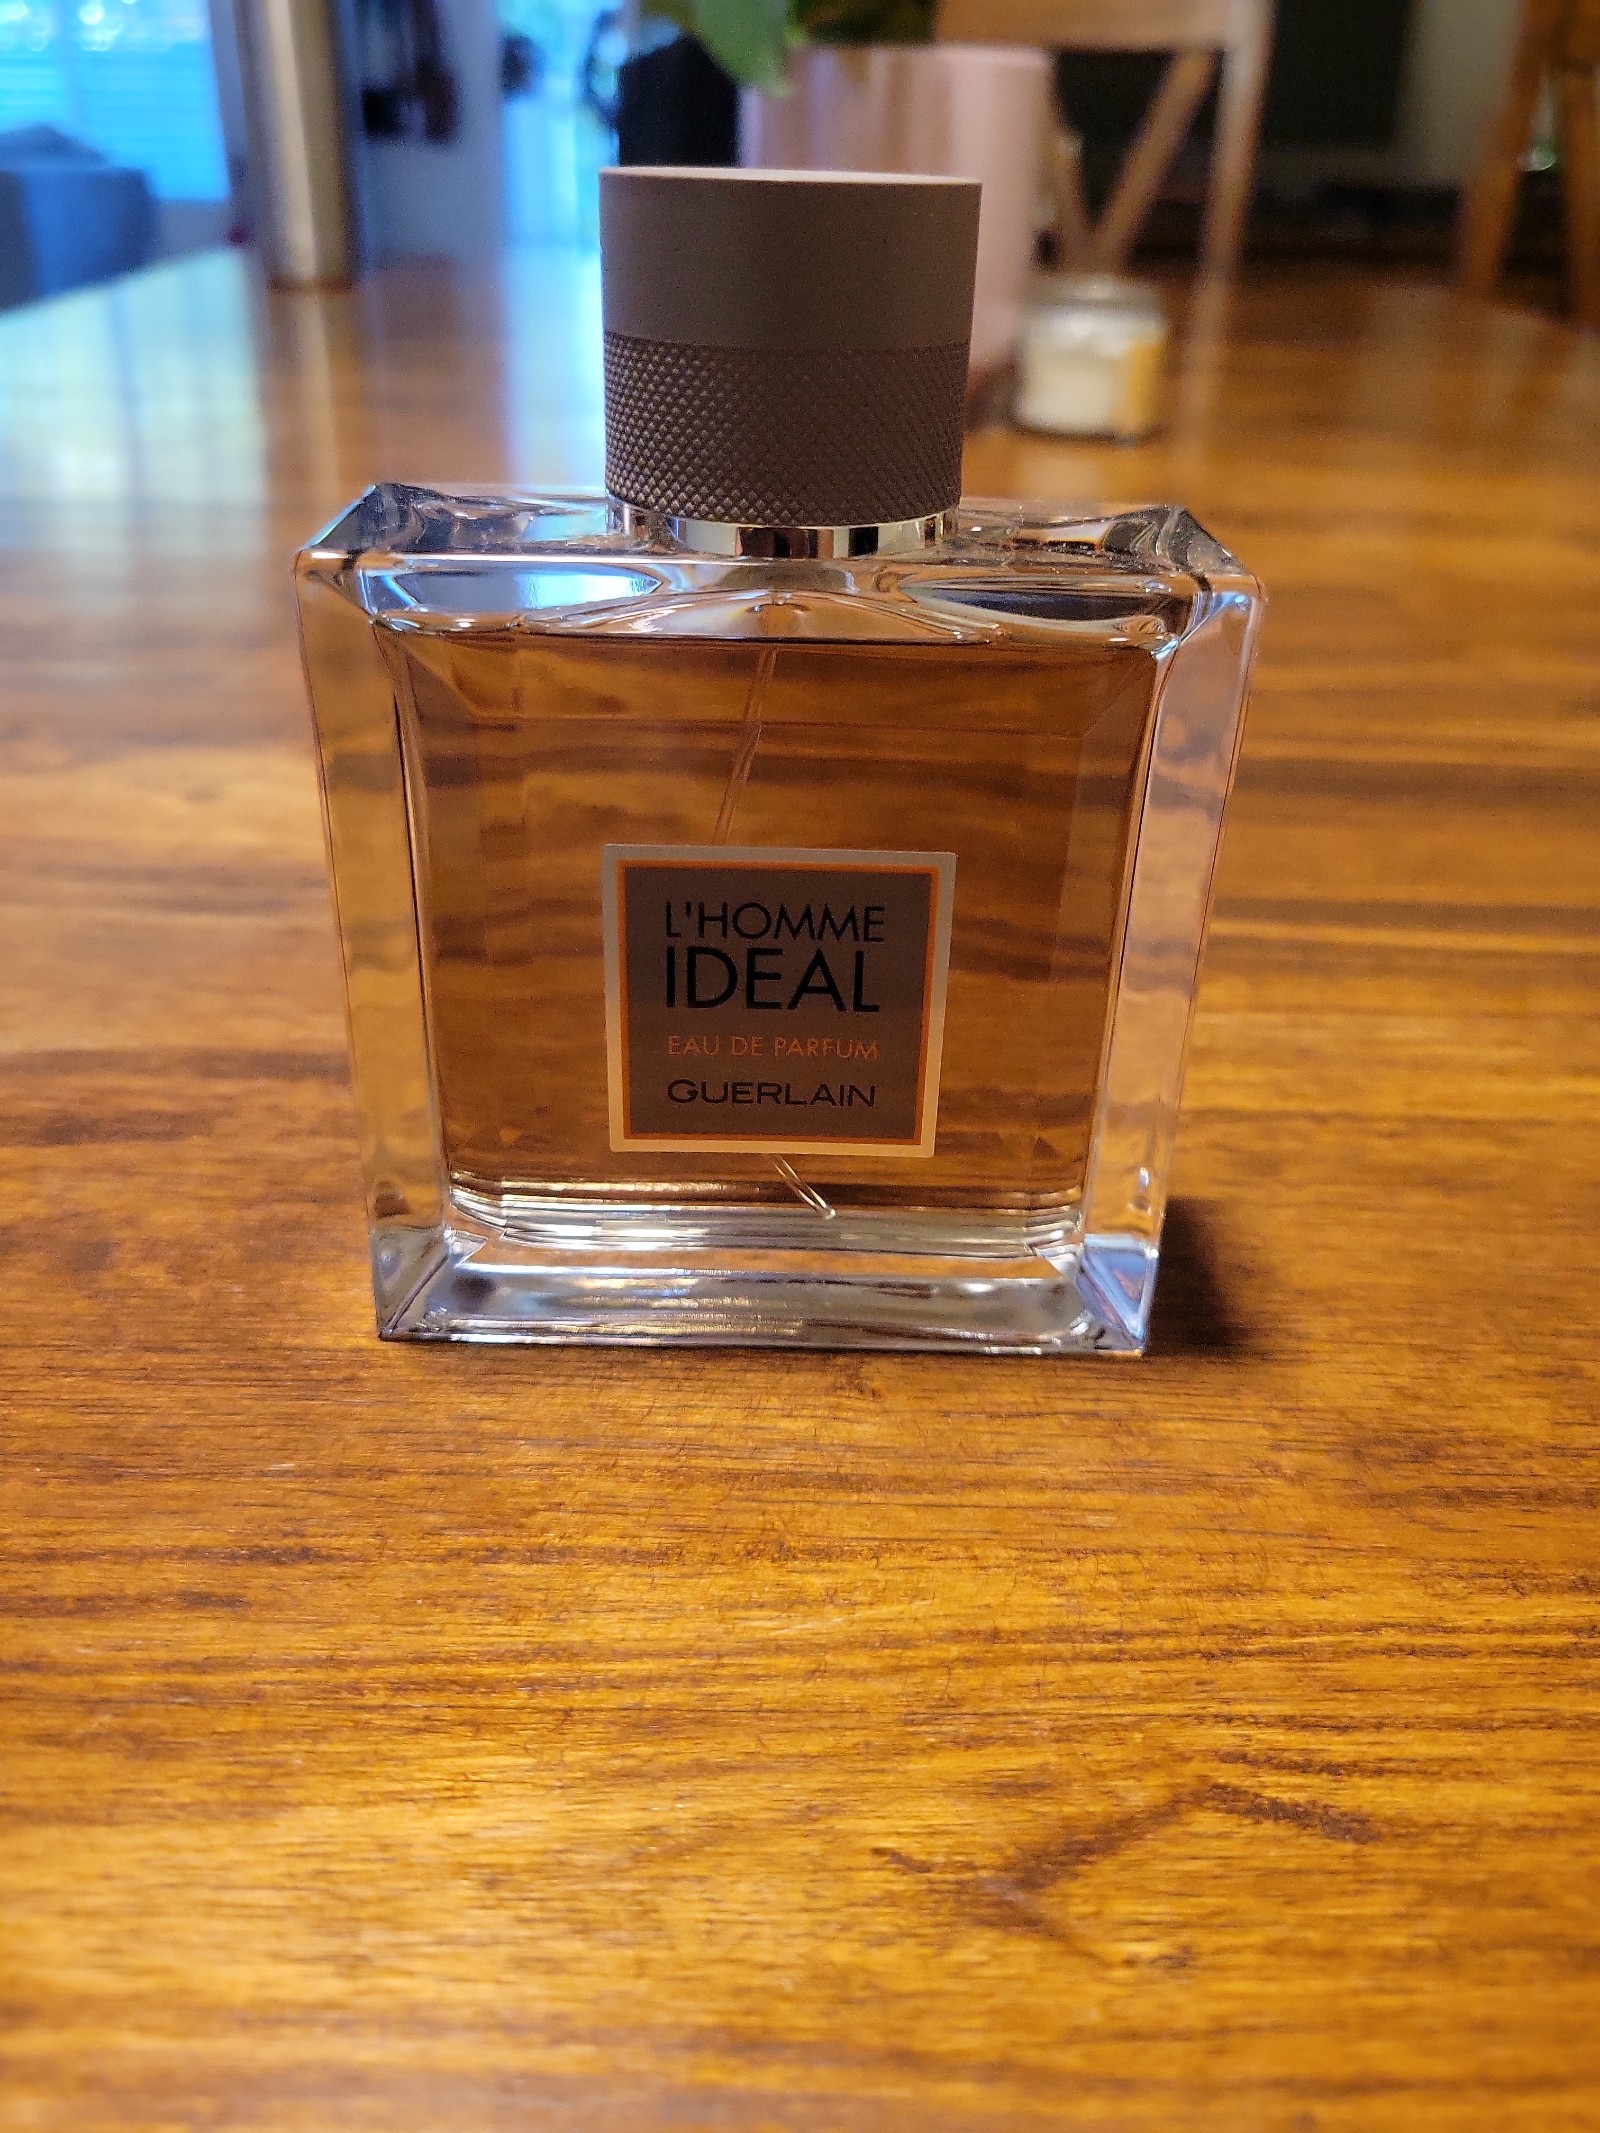 L'HOMME
IDEAL
EAU DE PARFUM
GUERLAIN